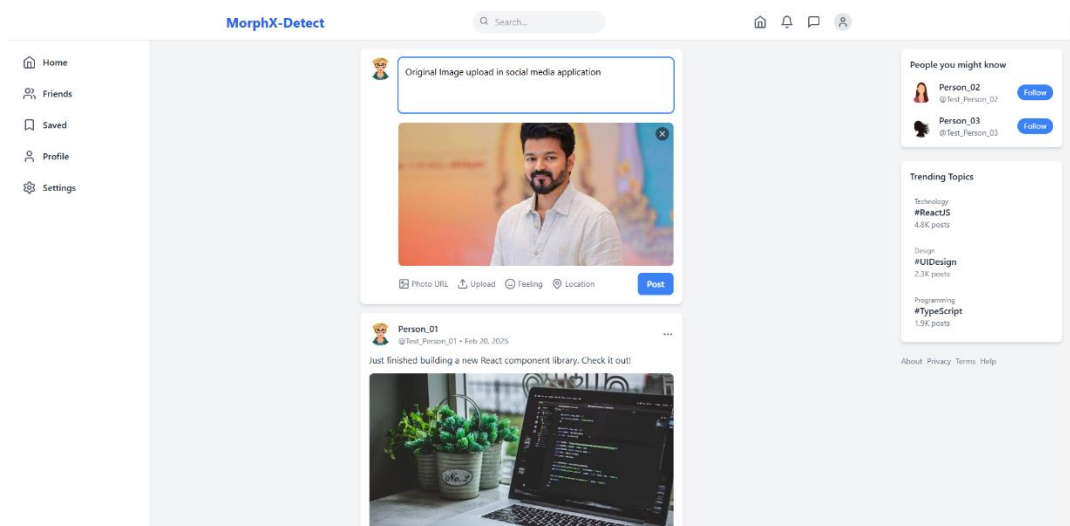 MorphX-Detect
Search...
Home
Friends
Saved
Profile
Settings
Original Image upload in social media application
Photo URL Upload Feeling Location Post
Person_01
@Test_Person_01 • Feb 20, 2025
...
Just finished building a new React component library. Check it out!
No.2
People you might know
Person_02
@Test_Person_02
Follow
Person_03
@Test_Person_03
Follow
Trending Topics
Technology
#ReactJS
4.8K posts
Design
#UIDesign
2.3K posts
Programming
#TypeScript
1.9K posts
About Privacy Terms Help